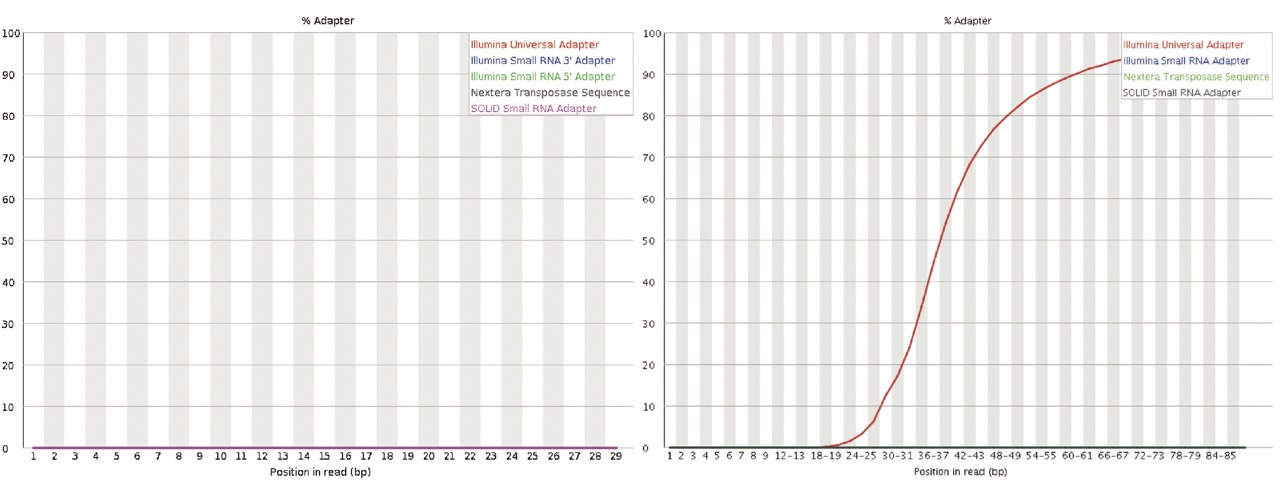 % Adapter
100
90
80
70
60
50
40
30
20
10
0
Illumina Universal Adapter
Illumina Small RNA 3' Adapter
Illumina Small RNA 5' Adapter
Nextera Transposase Sequence
SOLID Small RNA Adapter
1 2 3 4 5 6 7 8 9 10 11 12 13 14 15 16 17 18 19 20 21 22 23 24 25 26 27 28 29
Position in read (bp)
% Adapter
100
90
80
70
60
50
40
30
20
10
0
Illumina Universal Adapter
Illumina Small RNA Adapter
Nextera Transposase Sequence
SOLID Small RNA Adapter
1 2 3 4 5 6 7 8 9 12-13 18-19 24-25 30-31 36-37 42-43 48-49 54-55 60-61 66-67 72-73 78-79 84-85
Position in read (bp)